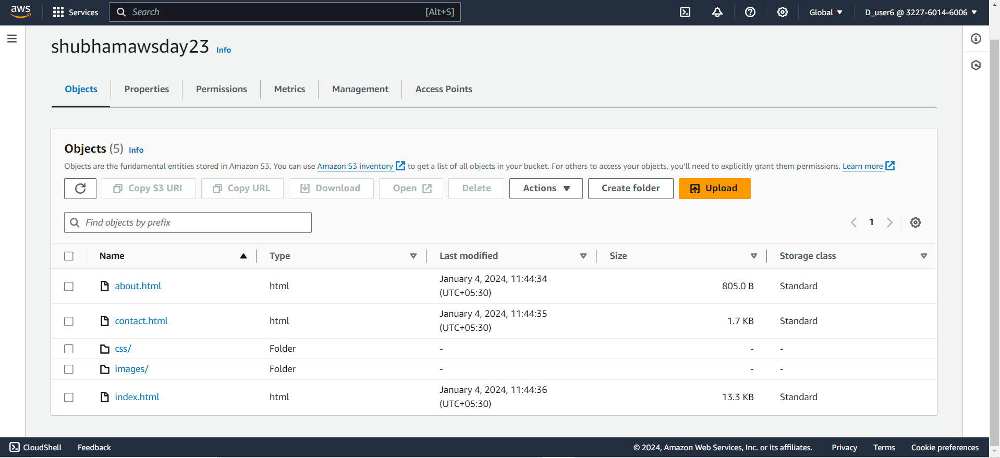 aws Services Search [Alt+S] Global D_user6 @ 3227-6014-6006
shubhamawsday23 Info
Objects Properties Permissions Metrics Management Access Points
Objects (5) Info
Objects are the fundamental entities stored in Amazon S3. You can use Amazon S3 inventory to get a list of all objects in your bucket. For others to access your objects, you’ll need to explicitly grant them permissions. Learn more
Copy S3 URI Copy URL Download Open Delete Actions Create folder Upload
Find objects by prefix 1
Name Type Last modified Size Storage class
about.html html January 4, 2024, 11:44:34 (UTC+05:30) 805.0 B Standard
contact.html html January 4, 2024, 11:44:35 (UTC+05:30) 1.7 KB Standard
css/ Folder - - -
images/ Folder - - -
index.html html January 4, 2024, 11:44:36 (UTC+05:30) 13.3 KB Standard
CloudShell Feedback © 2024, Amazon Web Services, Inc. or its affiliates. Privacy Terms Cookie preferences